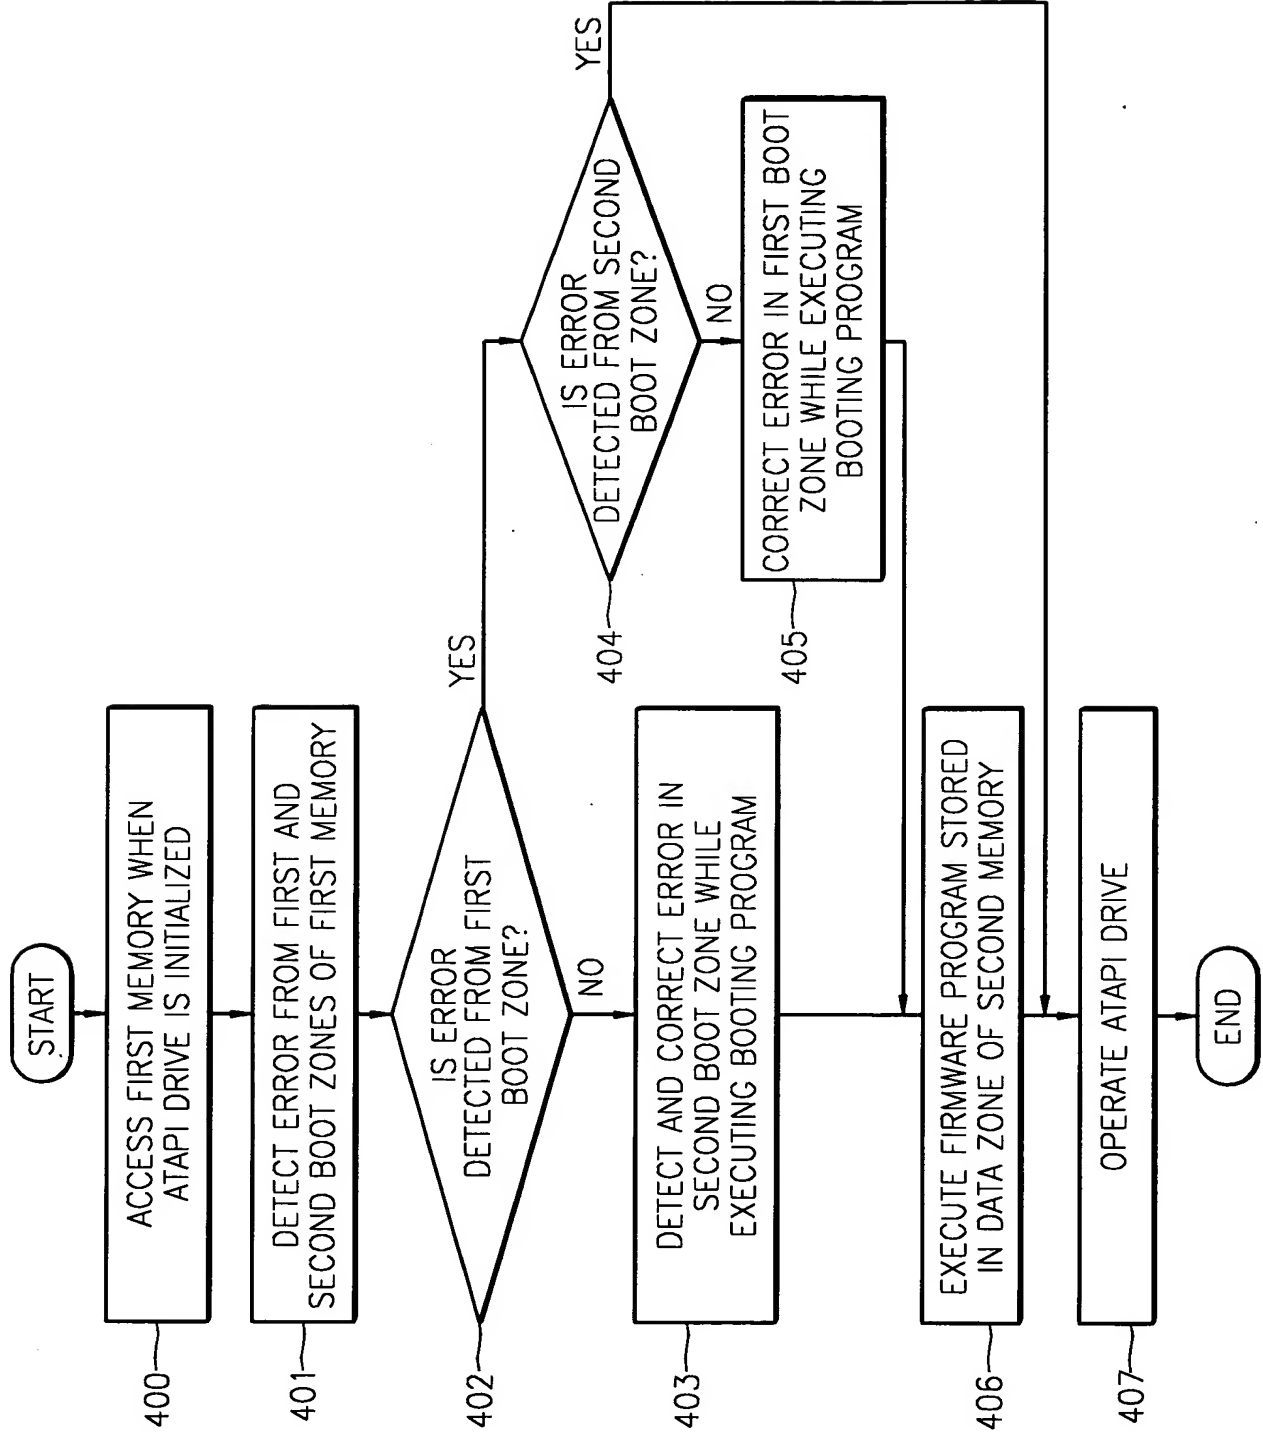 START
400
ACCESS FIRST MEMORY WHEN
ATAPI DRIVE IS INITIALIZED
401
DETECT ERROR FROM FIRST AND
SECOND BOOT ZONES OF FIRST MEMORY
402
IS ERROR
DETECTED FROM FIRST
BOOT ZONE?
YES
NO
403
DETECT AND CORRECT ERROR IN
SECOND BOOT ZONE WHILE
EXECUTING BOOTING PROGRAM
404
IS ERROR
DETECTED FROM SECOND
BOOT ZONE?
YES
NO
405
CORRECT ERROR IN FIRST BOOT
ZONE WHILE EXECUTING
BOOTING PROGRAM
406
EXECUTE FIRMWARE PROGRAM STORED
IN DATA ZONE OF SECOND MEMORY
407
OPERATE ATAPI DRIVE
END